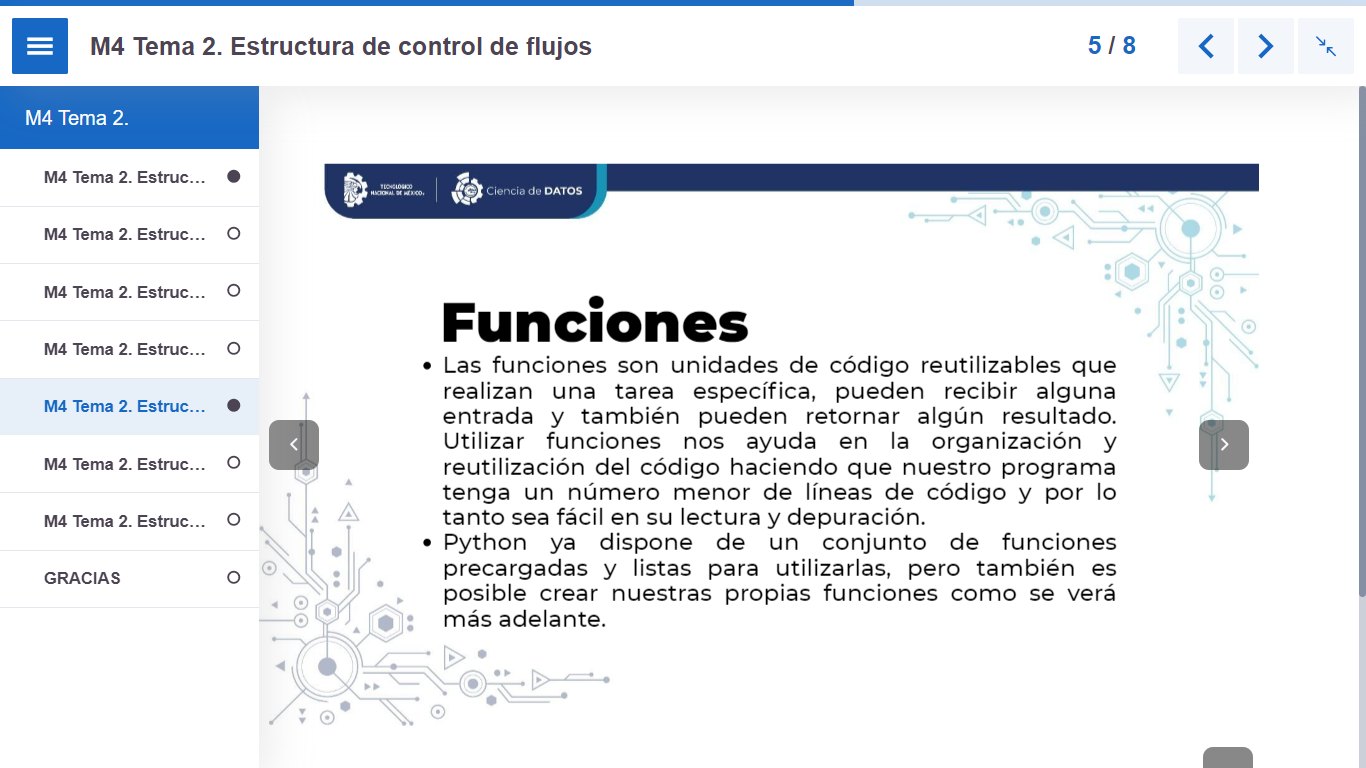 M4 Tema 2. Estructura de control de flujos
5 / 8
M4 Tema 2.
M4 Tema 2. Estruc...
M4 Tema 2. Estruc...
M4 Tema 2. Estruc...
M4 Tema 2. Estruc...
M4 Tema 2. Estruc...
M4 Tema 2. Estruc...
M4 Tema 2. Estruc...
GRACIAS
TECNOLÓGICO
NACIONAL DE MÉXICO
Ciencia de DATOS
Funciones
• Las funciones son unidades de código reutilizables que
realizan una tarea específica, pueden recibir alguna
entrada y también pueden retornar algún resultado.
Utilizar funciones nos ayuda en la organización y
reutilización del código haciendo que nuestro programa
tenga un número menor de líneas de código y por lo
tanto sea fácil en su lectura y depuración.
• Python ya dispone de un conjunto de funciones
precargadas y listas para utilizarlas, pero también es
posible crear nuestras propias funciones como se verá
más adelante.